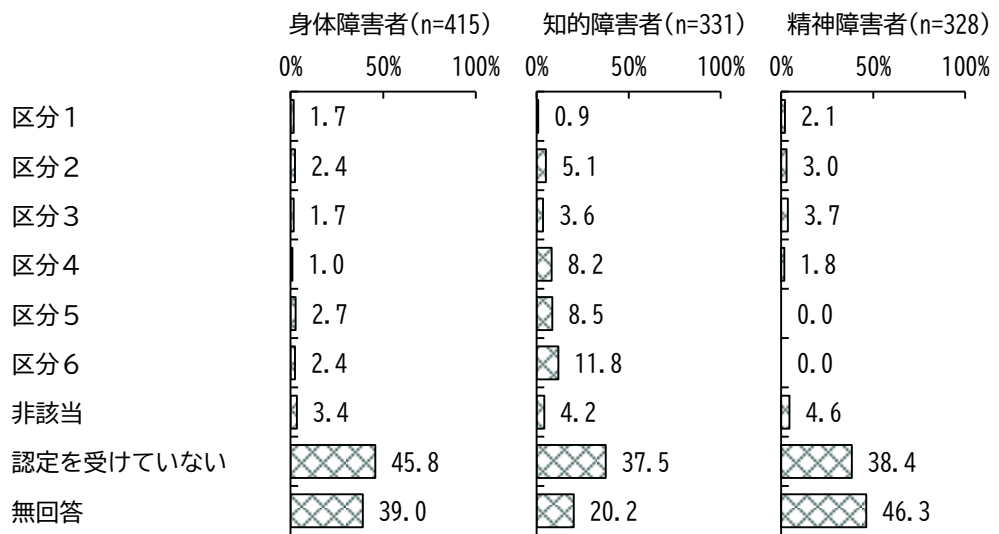 身体障害者(n=415) 知的障害者(n=331) 精神障害者(n=328)
0% 50% 100% 0% 50% 100% 0% 50% 100%
区分１ 1.7 0.9 2.1
区分２ 2.4 5.1 3.0
区分３ 1.7 3.6 3.7
区分４ 1.0 8.2 1.8
区分５ 2.7 8.5 0.0
区分６ 2.4 11.8 0.0
非該当 3.4 4.2 4.6
認定を受けていない 45.8 37.5 38.4
無回答 39.0 20.2 46.3